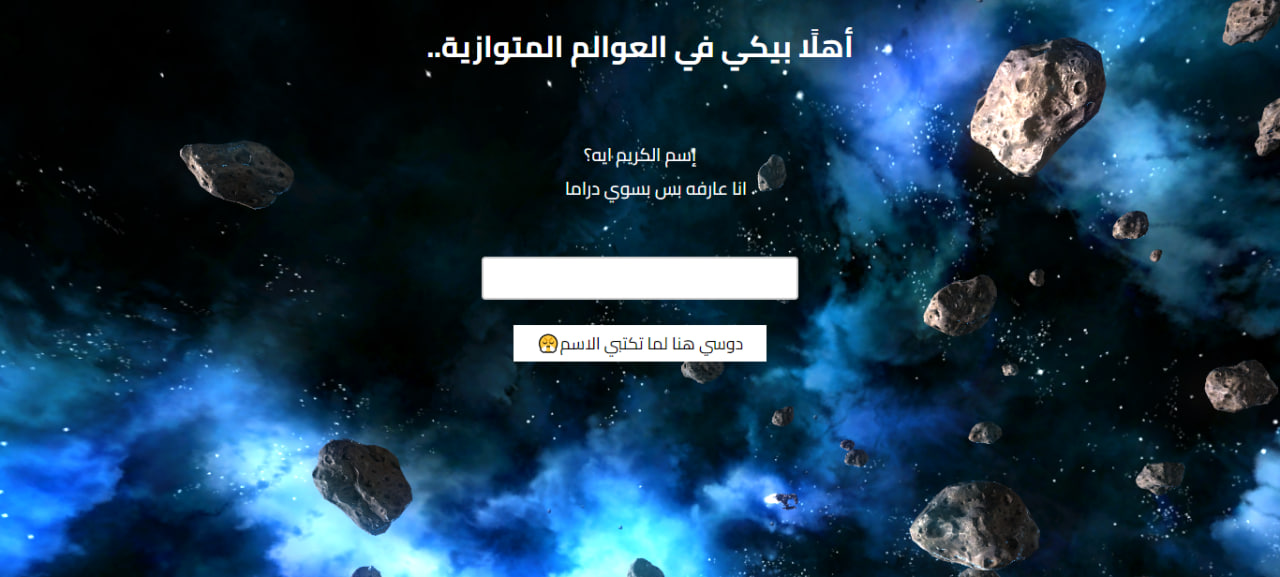 أهلًا بيكي في العوالم المتوازية..
إسم الكريم ايه؟
انا عارفه بس بسوي دراما
دوسي هنا لما تكتبي الاسم😤